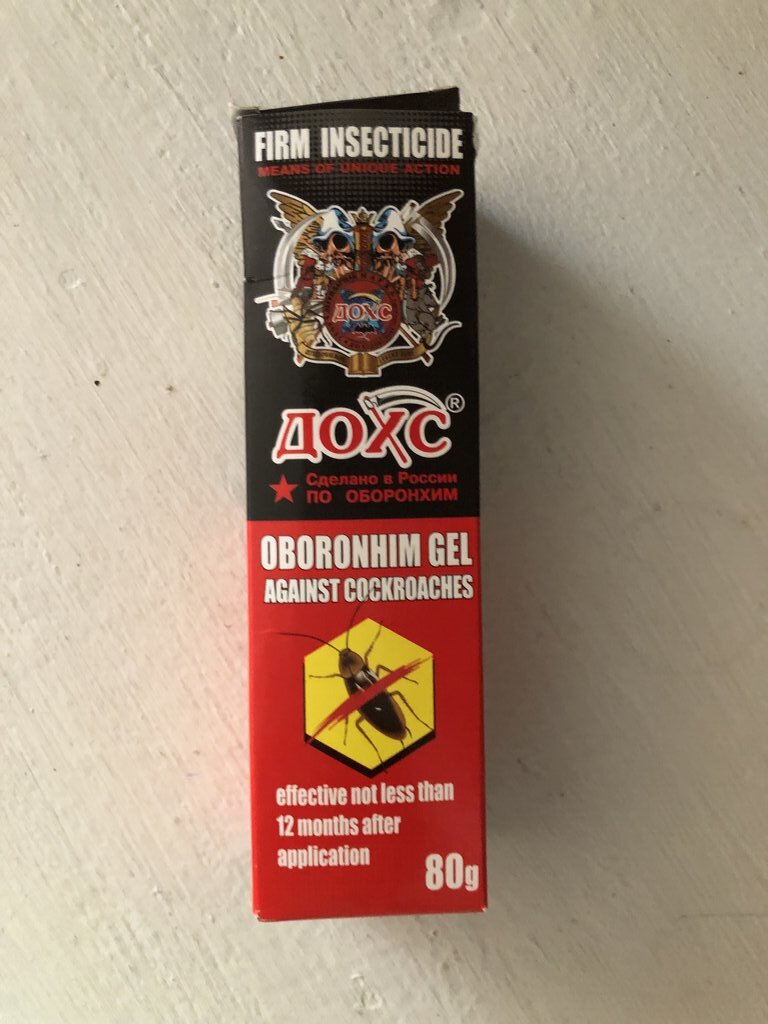 FIRM INSECTICIDE
MEANS OF UNIQUE ACTION
ДОХС
ДОХС®
Сделано в России
ПО ОБОРОНХИМ
OBORONHIM GEL
AGAINST COCKROACHES
effective not less than
12 months after
application
80g